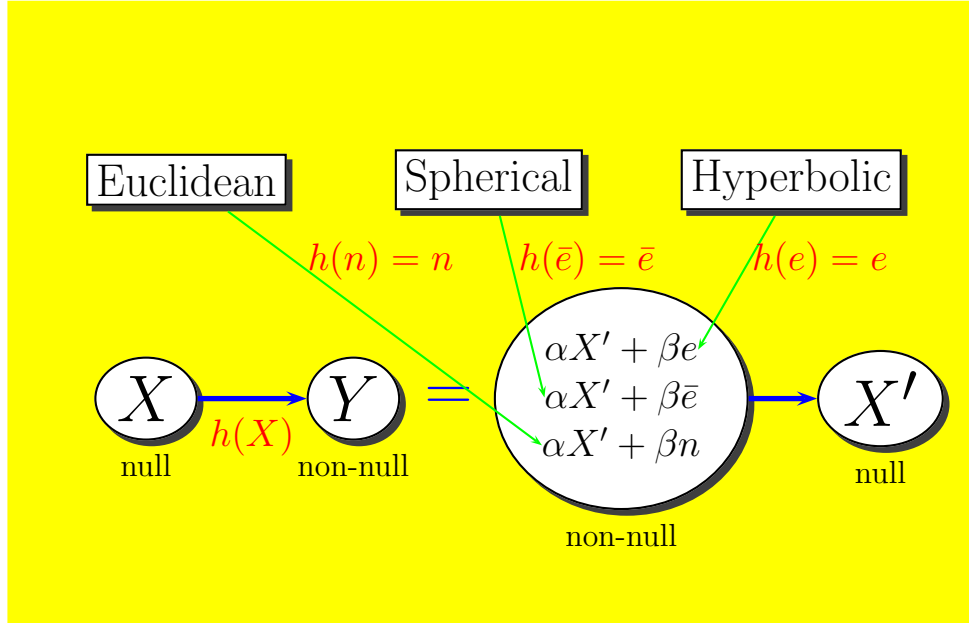 Euclidean Spherical Hyperbolic
h(n) = n h(ē) = ē h(e) = e
αX′ + βe
X Y = αX′ + βē X′
h(X) αX′ + βn
null non-null null
non-null